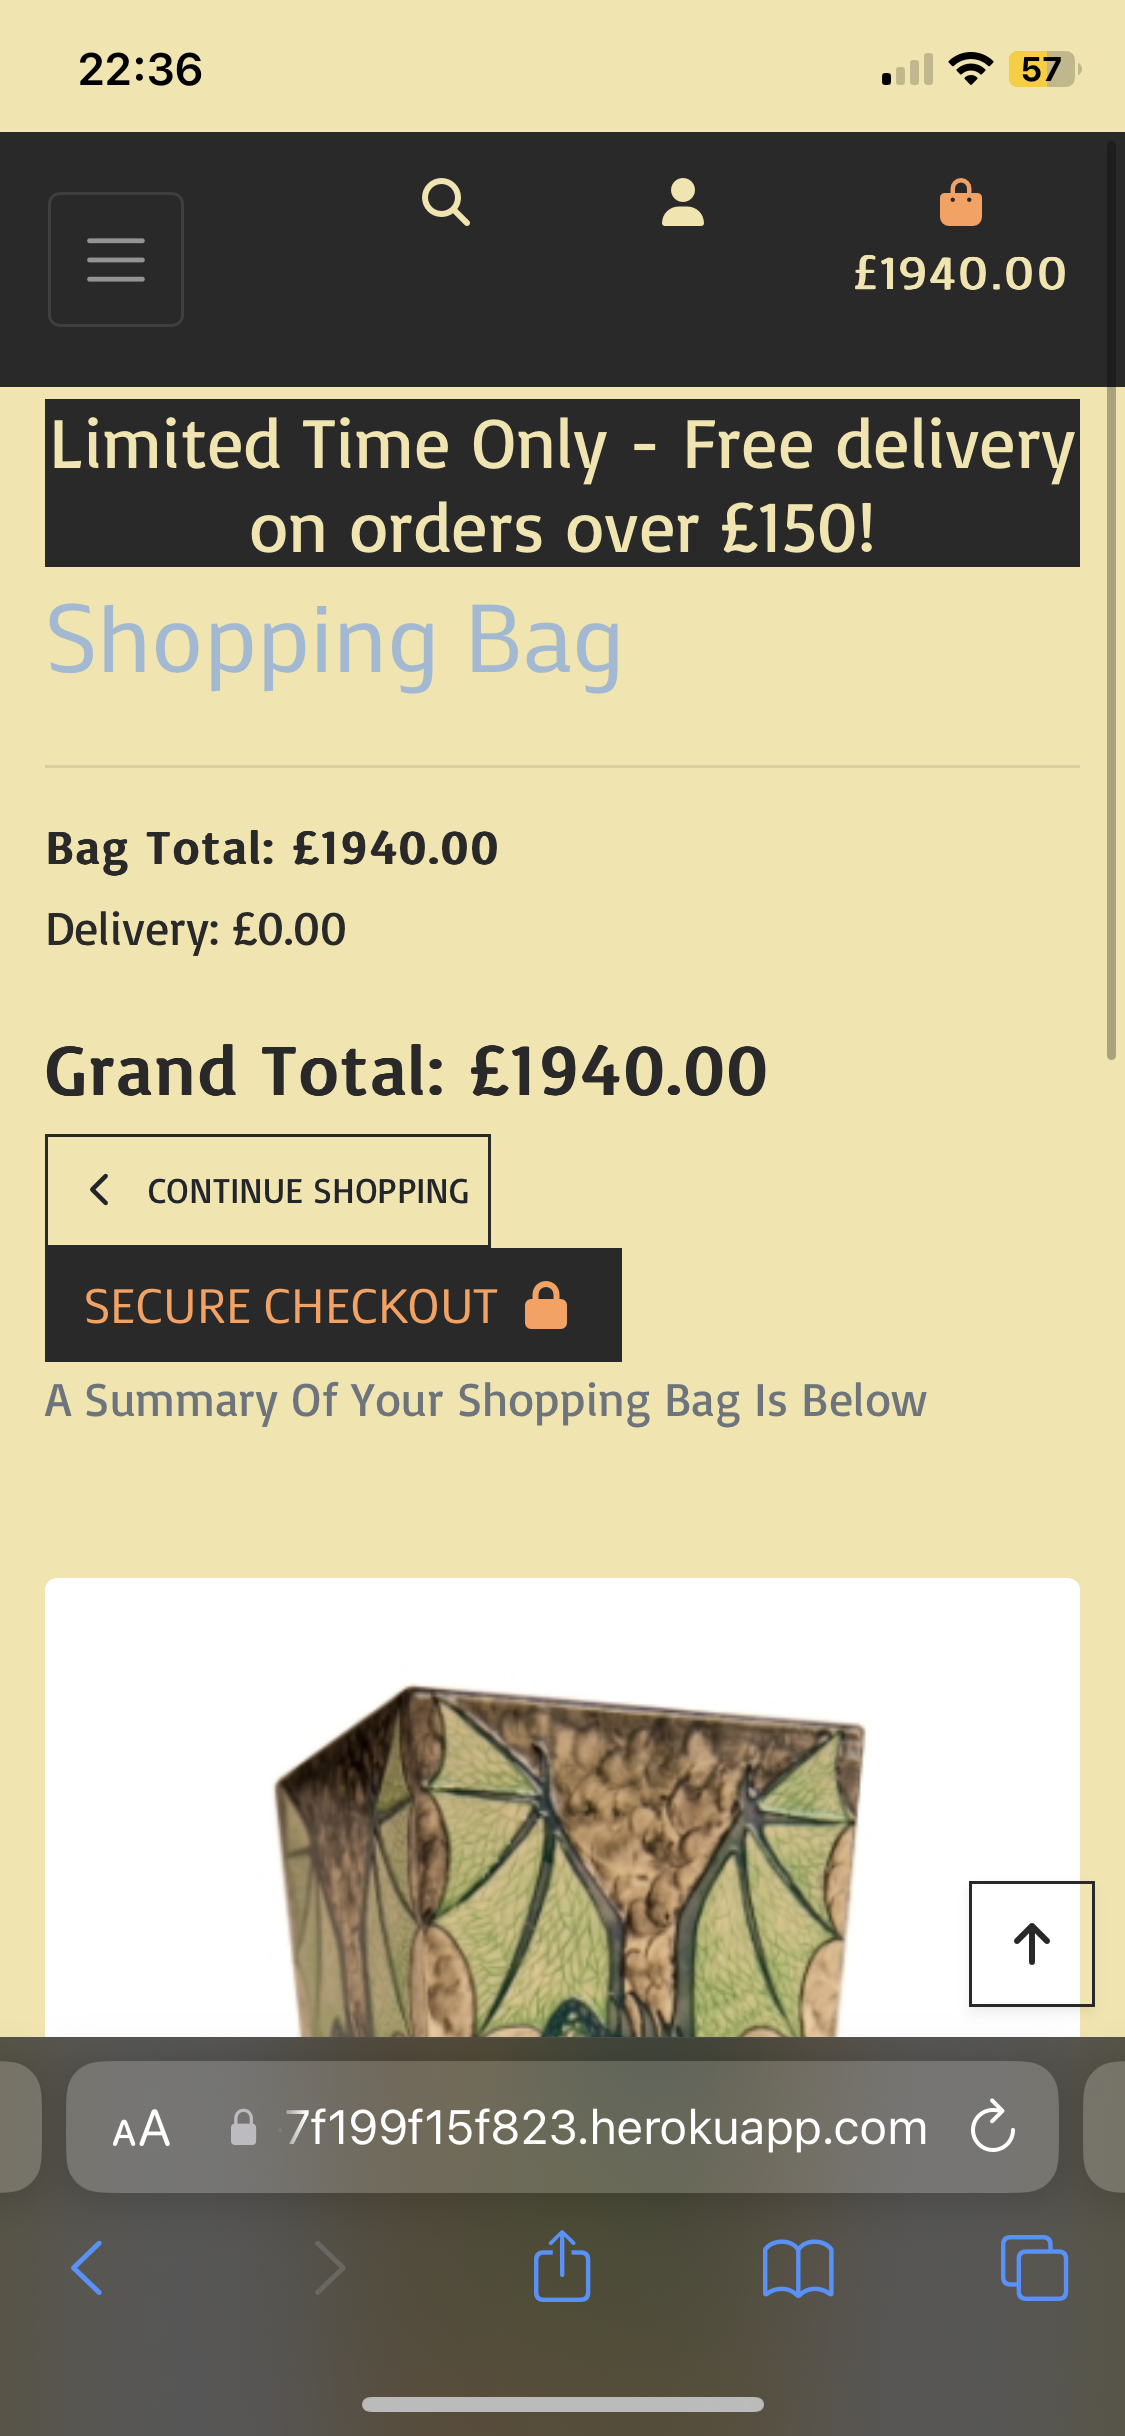 22:36
57
£1940.00
Limited Time Only - Free delivery
on orders over £150!
Shopping Bag
Bag Total: £1940.00
Delivery: £0.00
Grand Total: £1940.00
CONTINUE SHOPPING
SECURE CHECKOUT
A Summary Of Your Shopping Bag Is Below
AA
7f199f15f823.herokuapp.com